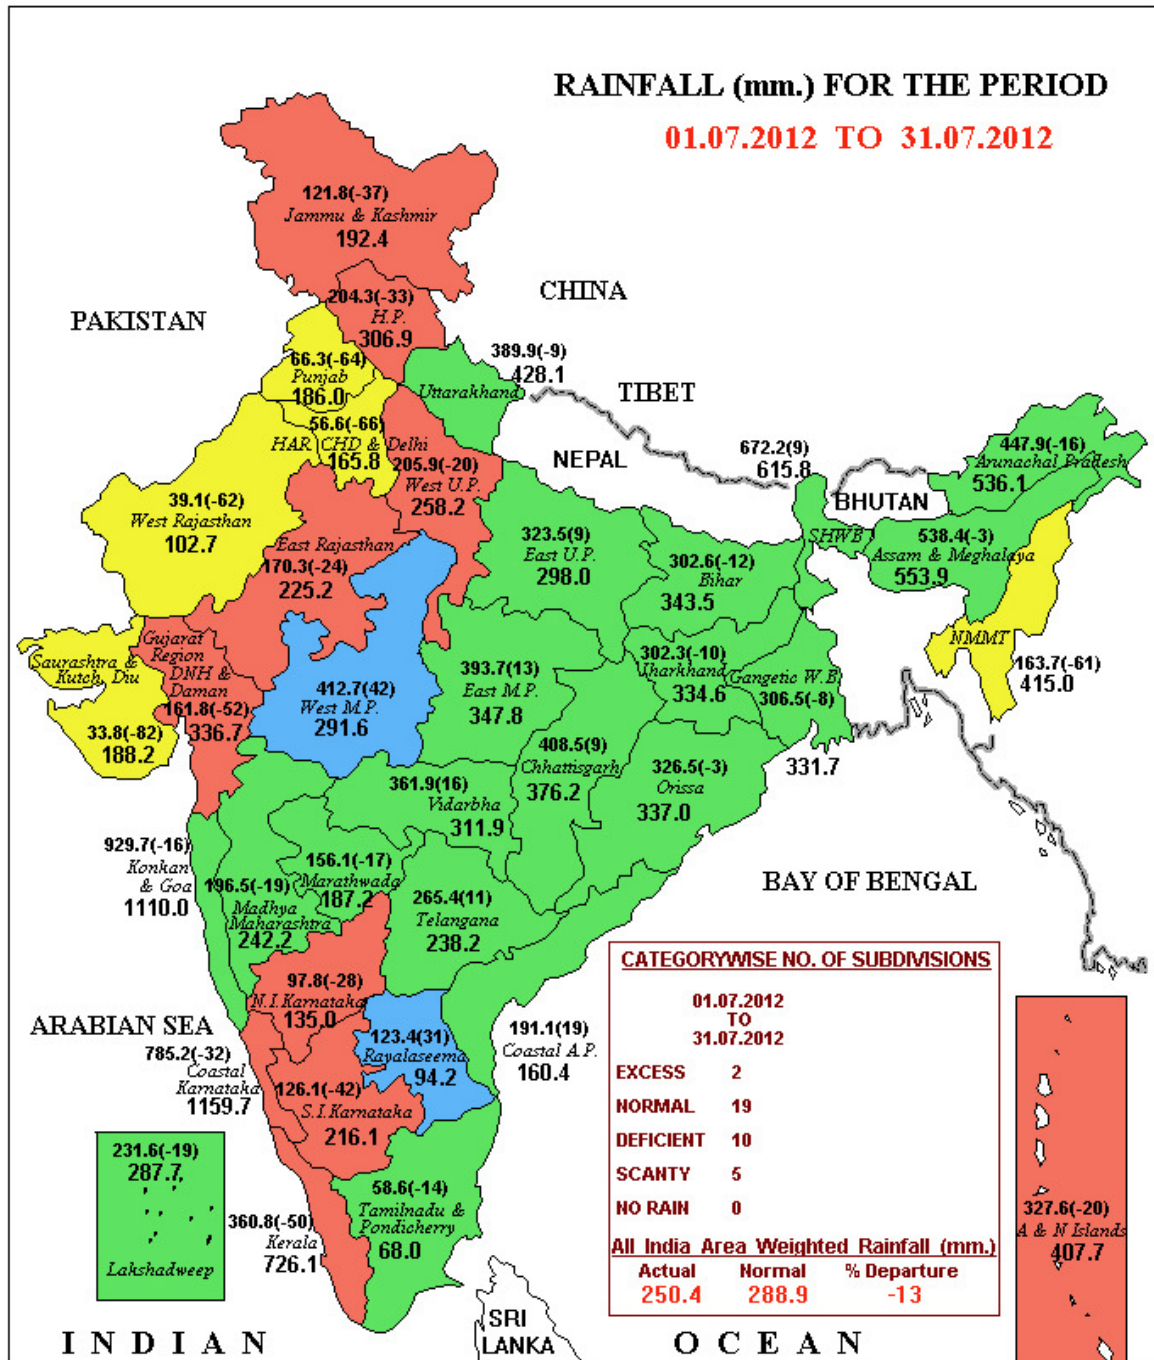 RAINFALL (mm.) FOR THE PERIOD
01.07.2012 TO 31.07.2012
121.8(-37)
Jammu & Kashmir
192.4
204.3(-33)
H.P.
306.9
CHINA
PAKISTAN
66.3(-64)
Punjab
186.0
389.9(-9)
428.1
Uttarakhand
TIBET
56.6(-66)
HAR CHD & Delhi
165.8
205.9(-20)
West U.P.
258.2
NEPAL
672.2(9)
615.8
SHWB
BHUTAN
447.9(-16)
Arunachal Pradesh
536.1
39.1(-62)
West Rajasthan
102.7
East Rajasthan
170.3(-24)
225.2
323.5(9)
East U.P.
298.0
302.6(-12)
Bihar
343.5
538.4(-3)
Assam & Meghalaya
553.9
NMMT
163.7(-61)
415.0
Saurashtra &
Kutch, Diu
33.8(-82)
188.2
Gujarat
Region
DNH &
Daman
161.8(-52)
336.7
412.7(42)
West M.P.
291.6
393.7(13)
East M.P.
347.8
302.3(-10)
Jharkhand
334.6
Gangetic W.B
306.5(-8)
331.7
408.5(9)
Chhattisgarh
376.2
326.5(-3)
Orissa
337.0
361.9(16)
Vidarbha
311.9
929.7(-16)
Konkan
& Goa
1110.0
196.5(-19)
Madhya
Maharashtra
242.2
156.1(-17)
Marathwada
187.2
265.4(11)
Telangana
238.2
BAY OF BENGAL
97.8(-28)
N.I.Karnataka
135.0
ARABIAN SEA
785.2(-32)
Coastal
Karnataka
1159.7
123.4(31)
Rayalaseema
94.2
191.1(19)
Coastal A.P.
160.4
126.1(-42)
S.I.Karnataka
216.1
231.6(-19)
287.7
Lakshadweep
360.8(-50)
Kerala
726.1
58.6(-14)
Tamilnadu &
Pondicherry
68.0
CATEGORYWISE NO. OF SUBDIVISIONS
01.07.2012
TO
31.07.2012
EXCESS 2
NORMAL 19
DEFICIENT 10
SCANTY 5
NO RAIN 0
All India Area Weighted Rainfall (mm.)
Actual Normal % Departure
250.4 288.9 -13
327.6(-20)
A & N Islands
407.7
SRI
LANKA
INDIAN OCEAN